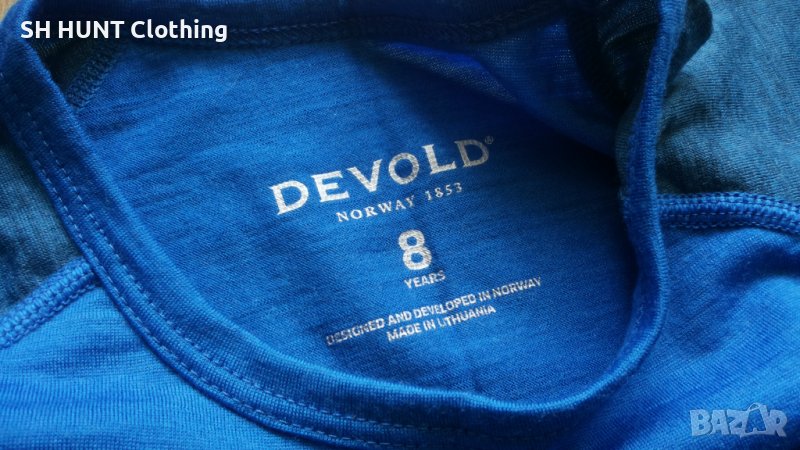 SH HUNT Clothing
DEVOLD®
NORWAY 1853
8
YEARS
DESIGNED AND DEVELOPED IN NORWAY
MADE IN LITHUANIA
BAZAR